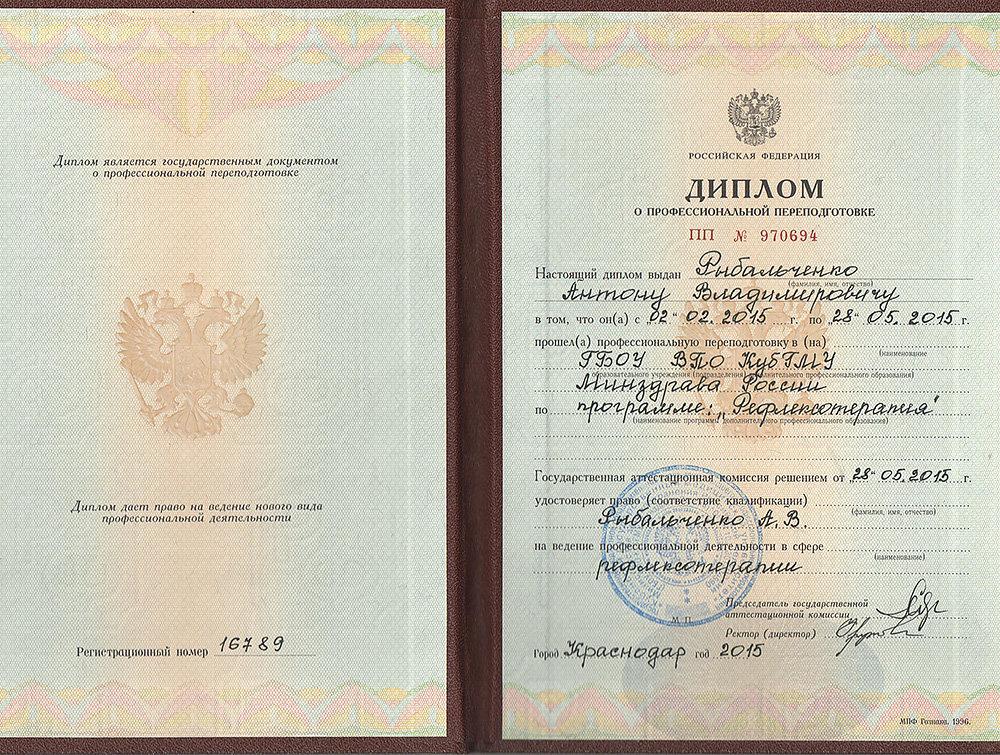 Диплом является государственным документом
о профессиональной переподготовке
Диплом дает право на ведение нового вида
профессиональной деятельности
Регистрационный номер 16789
РОССИЙСКАЯ ФЕДЕРАЦИЯ
ДИПЛОМ
О ПРОФЕССИОНАЛЬНОЙ ПЕРЕПОДГОТОВКЕ
ПП № 970694
Настоящий диплом выдан Рыбальченко
(фамилия, имя, отчество)
Антону Владимировичу
в том, что он(а) с „02“ 02. 2015 г. по „28“ 05. 2015 г.
прошел(а) профессиональную переподготовку в (на)
(наименование
ГБОУ ВПО КубГМУ
образовательного учреждения (подразделения) дополнительного профессионального образования)
Минздрава России
по программе: „Рефлексотерапия“
(наименование программы дополнительного профессионального образования)
Государственная аттестационная комиссия решением от „28“ 05. 2015 г.
удостоверяет право (соответствие квалификации)
(фамилия, имя, отчество)
Рыбальченко А. В.
на ведение профессиональной деятельности в сфере
(наименование)
рефлексотерапии
Председатель государственной
аттестационной комиссии
М П
Ректор (директор)
Город Краснодар год 2015
МПФ Гознака. 1996.